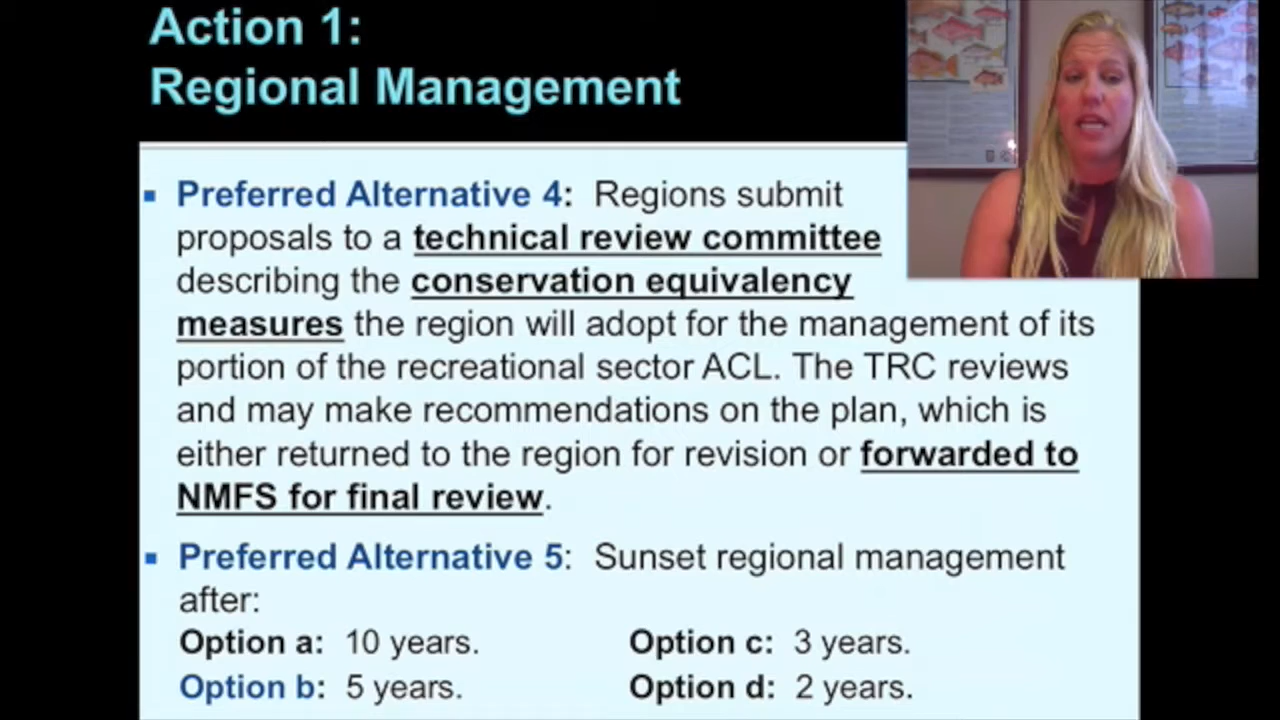 Action 1:
Regional Management
▪ Preferred Alternative 4: Regions submit
proposals to a technical review committee
describing the conservation equivalency
measures the region will adopt for the management of its
portion of the recreational sector ACL. The TRC reviews
and may make recommendations on the plan, which is
either returned to the region for revision or forwarded to
NMFS for final review.
▪ Preferred Alternative 5: Sunset regional management
after:
Option a: 10 years. Option c: 3 years.
Option b: 5 years. Option d: 2 years.